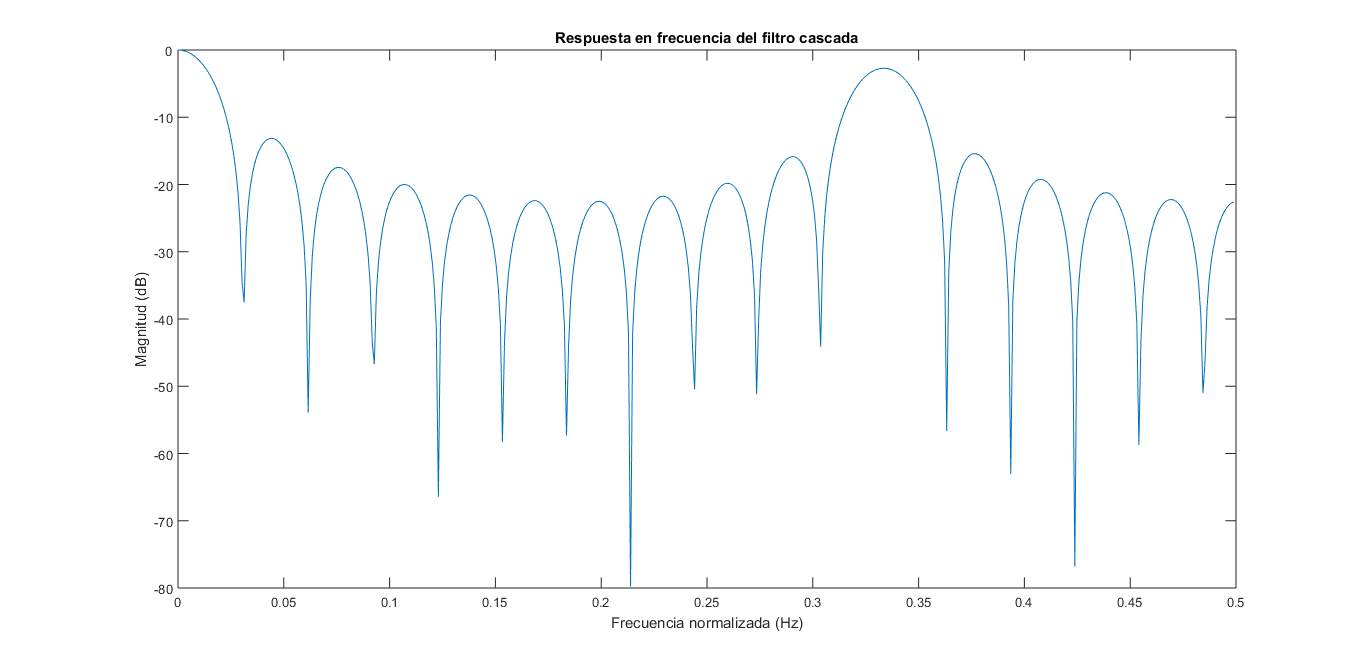 Respuesta en frecuencia del filtro cascada
Magnitud (dB)
0
-10
-20
-30
-40
-50
-60
-70
-80
0 0.05 0.1 0.15 0.2 0.25 0.3 0.35 0.4 0.45 0.5
Frecuencia normalizada (Hz)